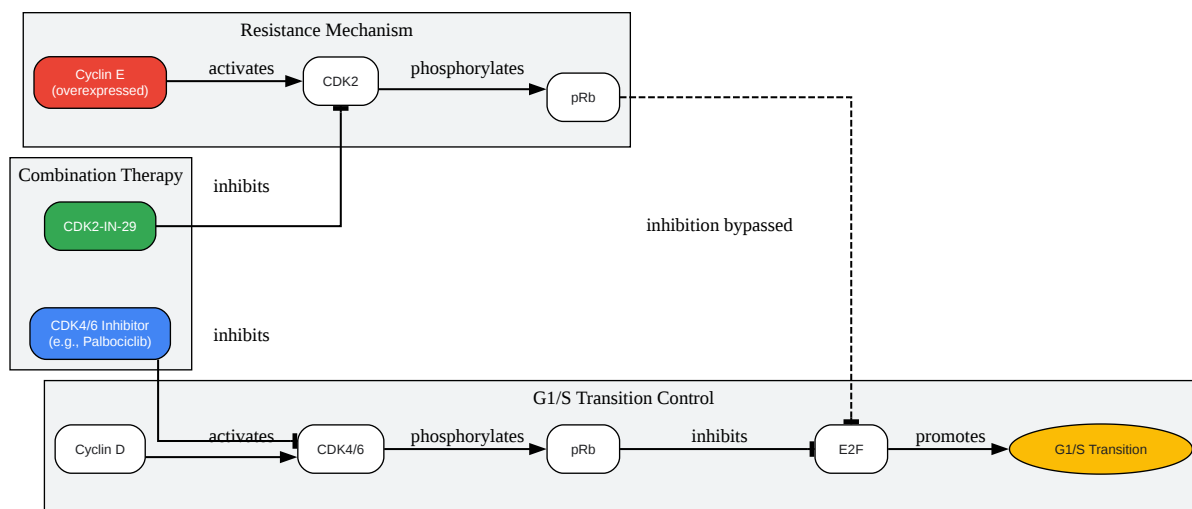 Resistance Mechanism
Cyclin E
(overexpressed)
activates
CDK2
phosphorylates
pRb
Combination Therapy
inhibits
CDK2-IN-29
inhibition bypassed
CDK4/6 Inhibitor
(e.g., Palbociclib)
inhibits
G1/S Transition Control
Cyclin D
activates
CDK4/6
phosphorylates
pRb
inhibits
E2F
promotes
G1/S Transition